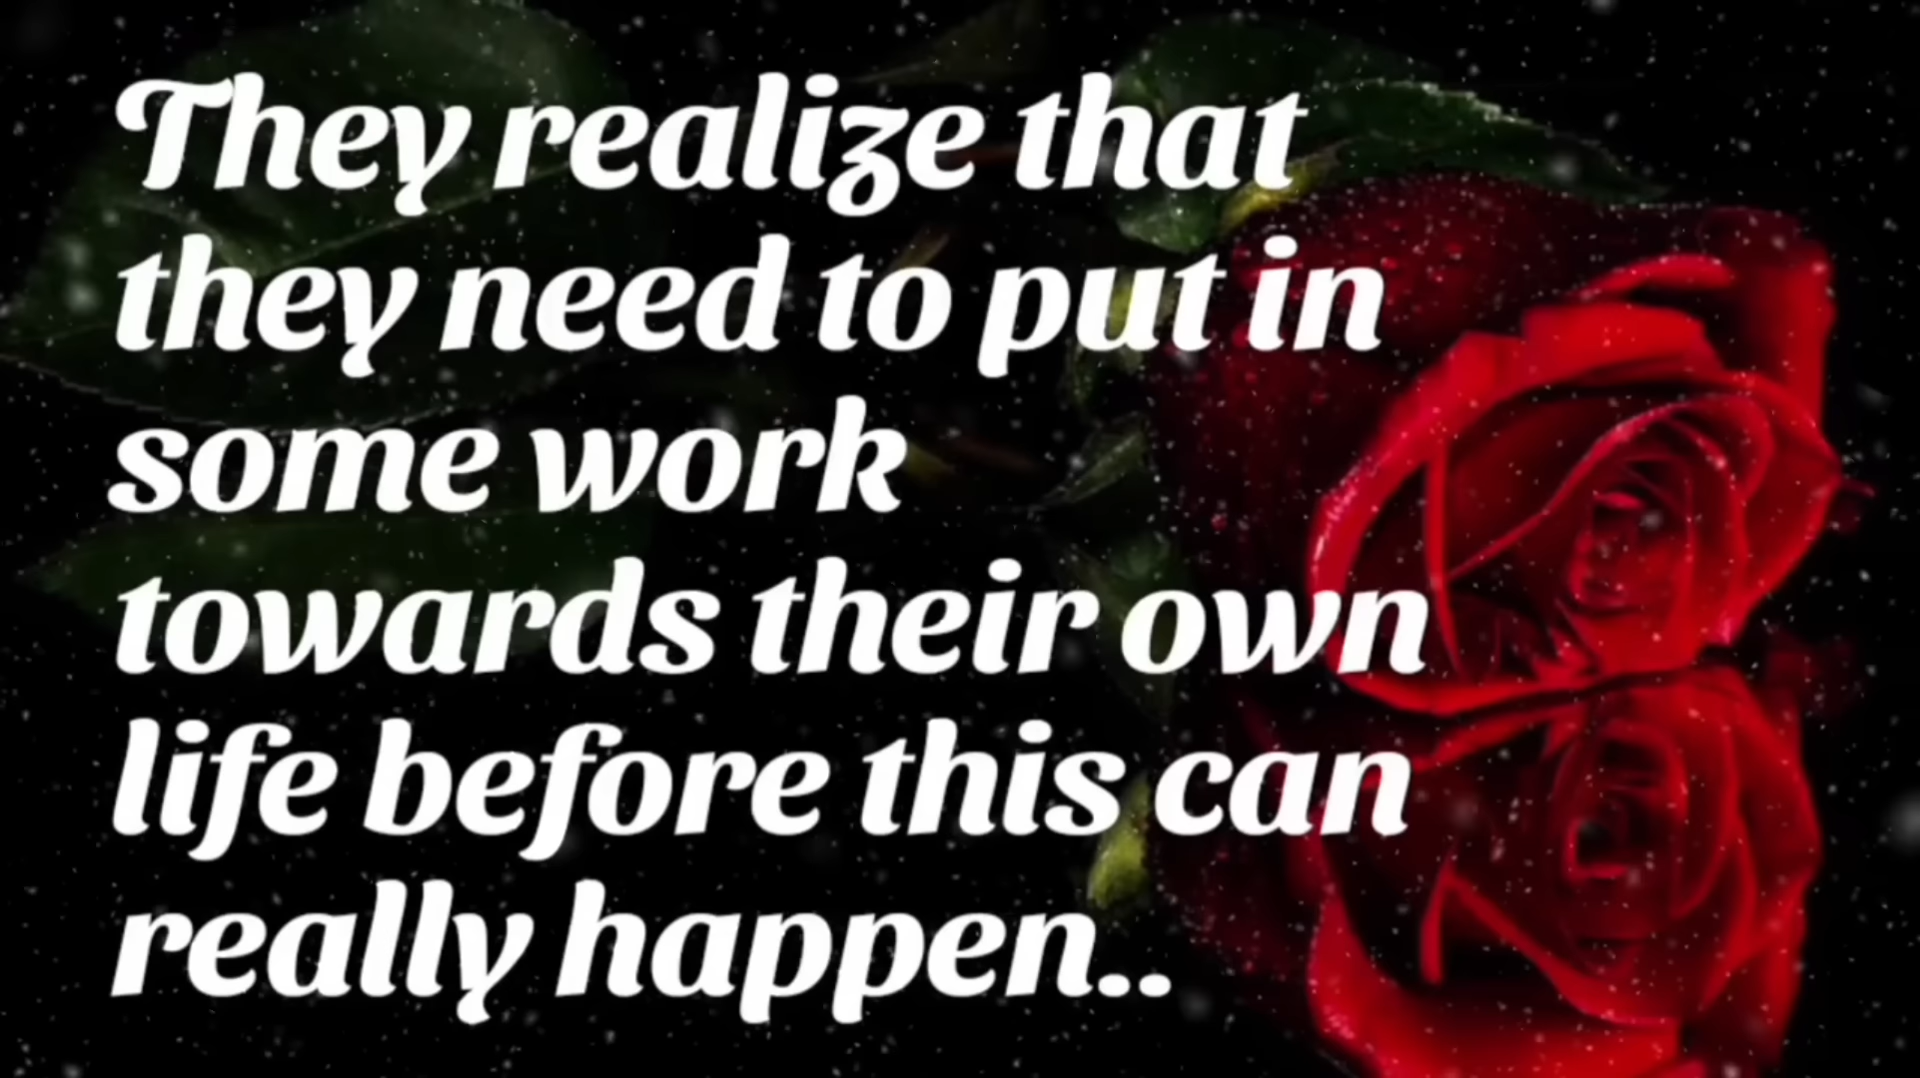 They realize that
they need to put in
some work
towards their own
life before this can
really happen..